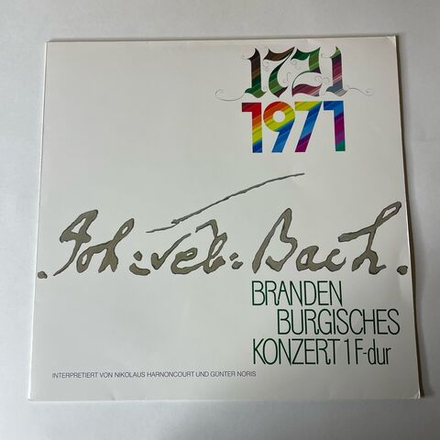 1721
1971
Joh: Seb: Bach.
BRANDEN
BURGISCHES
KONZERT 1 F-dur
INTERPRETIERT VON NIKOLAUS HARNONCOURT UND GÜNTER NORIS